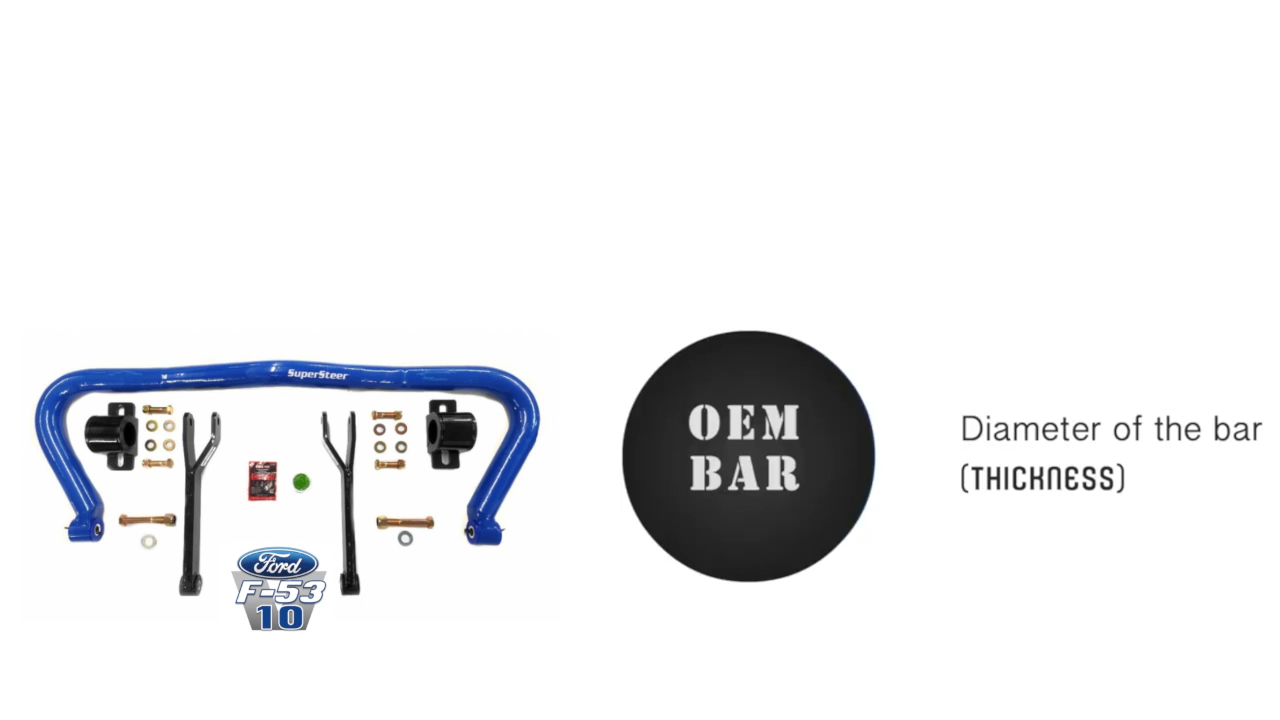 SuperSteer
Ford
F-53
10
OEM
BAR
Diameter of the bar
(THICKNESS)